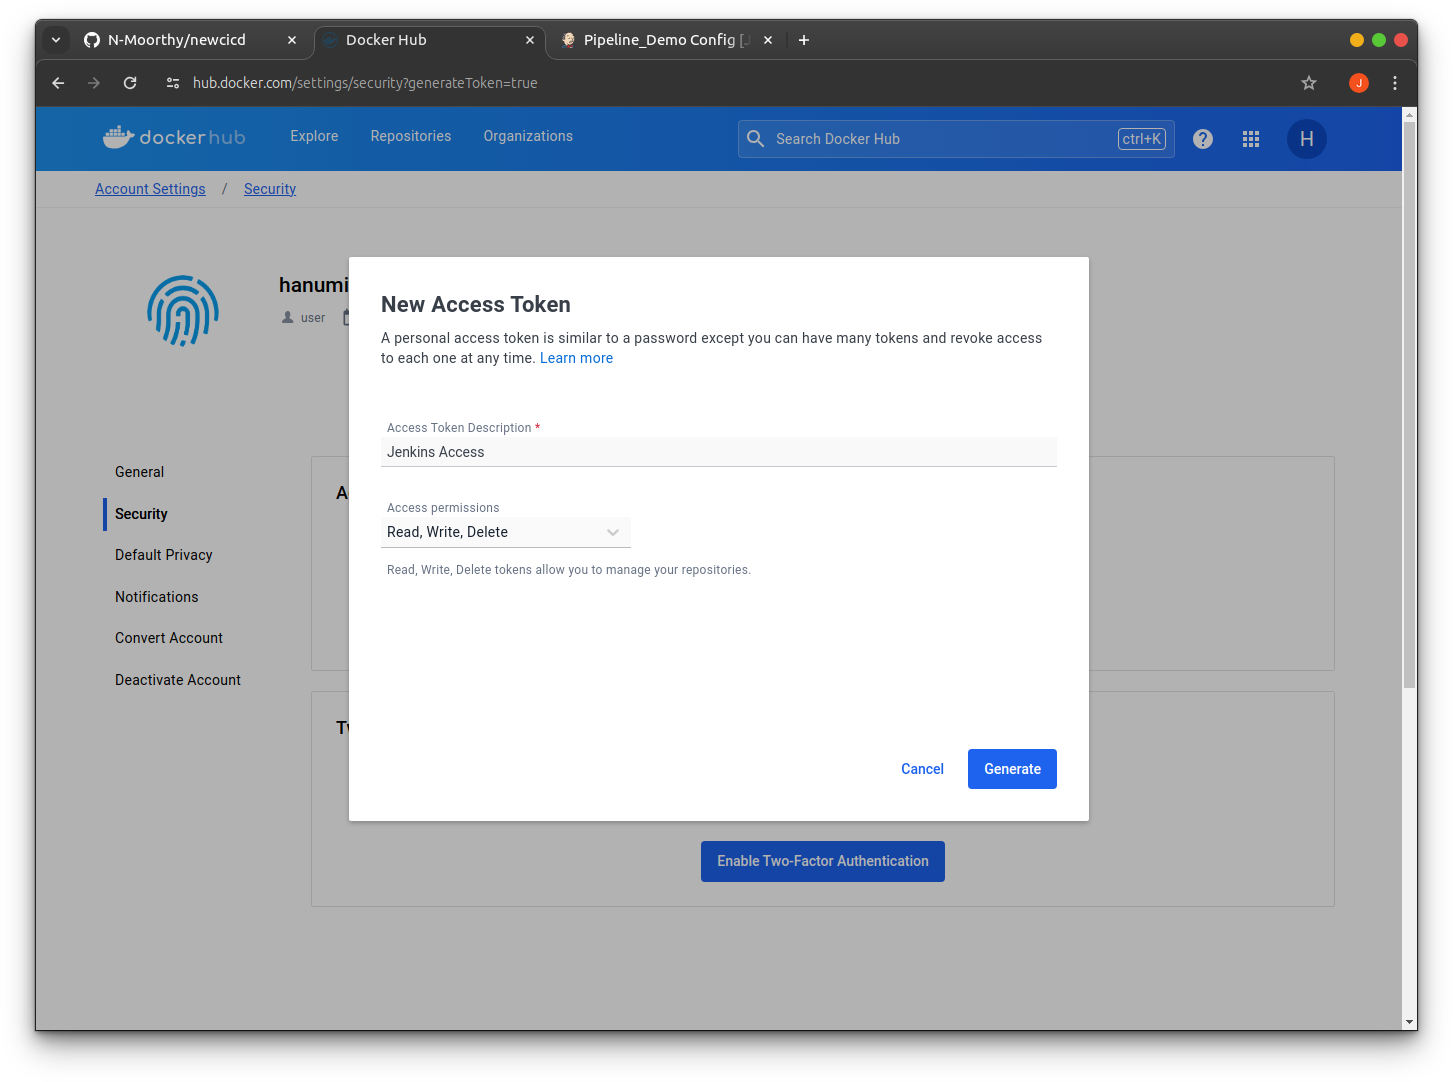 N-Moorthy/newcicd
Docker Hub
Pipeline_Demo Config [J
hub.docker.com/settings/security?generateToken=true
J
docker hub
Explore
Repositories
Organizations
Search Docker Hub
ctrl+K
?
H
Account Settings / Security
hanumi
user
New Access Token
A personal access token is similar to a password except you can have many tokens and revoke access
to each one at any time. Learn more
Access Token Description *
Jenkins Access
Access permissions
Read, Write, Delete
Read, Write, Delete tokens allow you to manage your repositories.
Cancel
Generate
General
Security
Default Privacy
Notifications
Convert Account
Deactivate Account
Enable Two-Factor Authentication